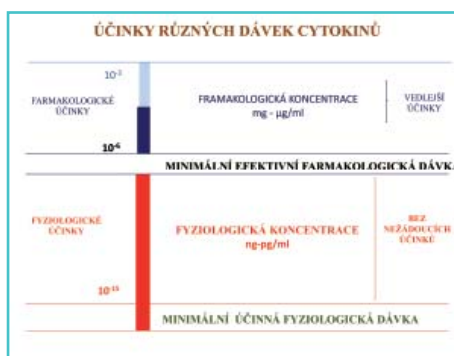 ÚČINKY RŮZNÝCH DÁVEK CYTOKINŮ
10⁻³
FARMAKOLOGICKÉ
ÚČINKY
FRAMAKOLOGICKÁ KONCENTRACE
mg - µg/ml
VEDLEJŠÍ
ÚČINKY
10⁻⁶
MINIMÁLNÍ EFEKTIVNÍ FARMAKOLOGICKÁ DÁVKA
FYZIOLOGICKÉ
ÚČINKY
FYZIOLOGICKÁ KONCENTRACE
ng-pg/ml
BEZ
NEŽÁDOUCÍCH
ÚČINKŮ
10⁻¹⁵
MINIMÁLNÍ ÚČINNÁ FYZIOLOGICKÁ DÁVKA